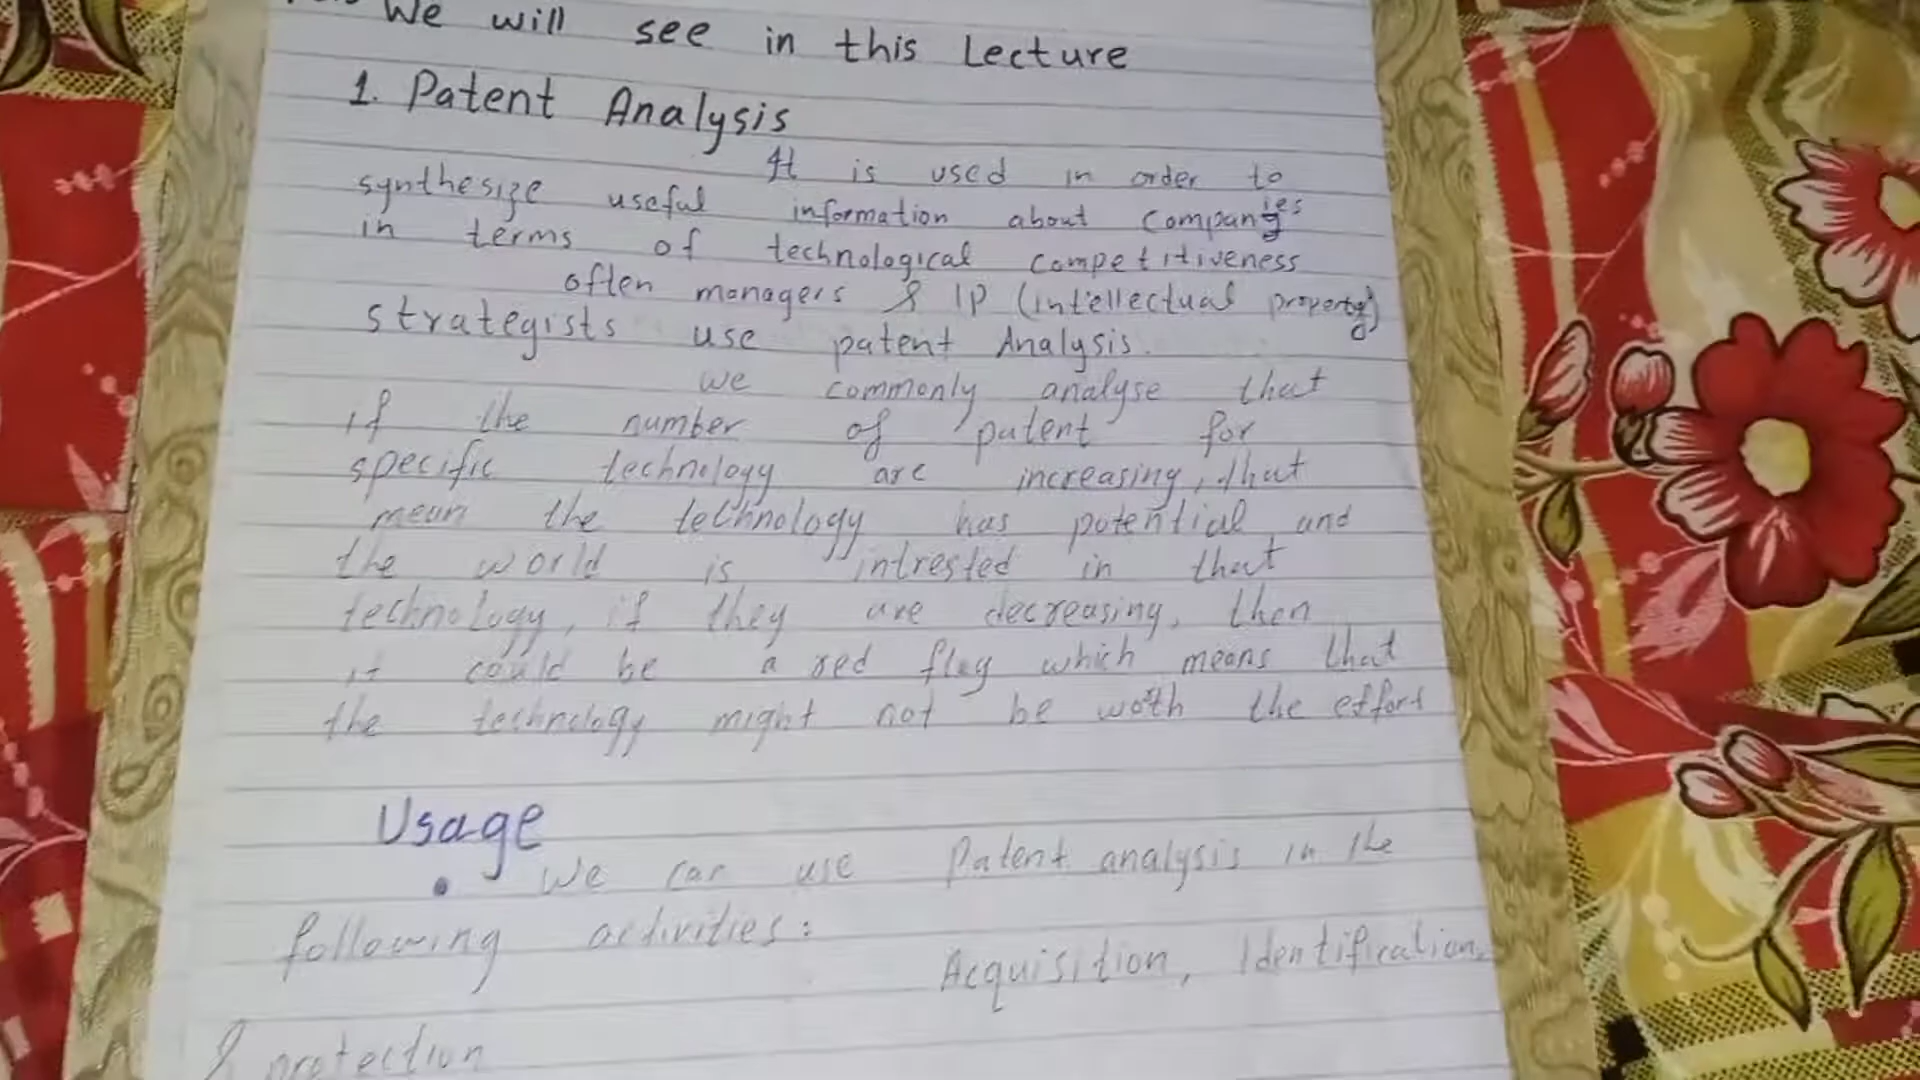 We will see in this Lecture
1. Patent Analysis
It is used in order to
synthesize useful information about companies
in terms of technological competitiveness
often managers & IP (intellectual property)
strategists use patent Analysis.
We commonly analyse that
if the number of patent for
specific technology are increasing, that
mean the technology has potential and
the world is intrested in that
technology, if they are decreasing, then
it could be a red flag which means that
the technology might not be woth the effort
Usage
• We can use Patent analysis in the
following activities:
Acquisition, Identification,
& protection